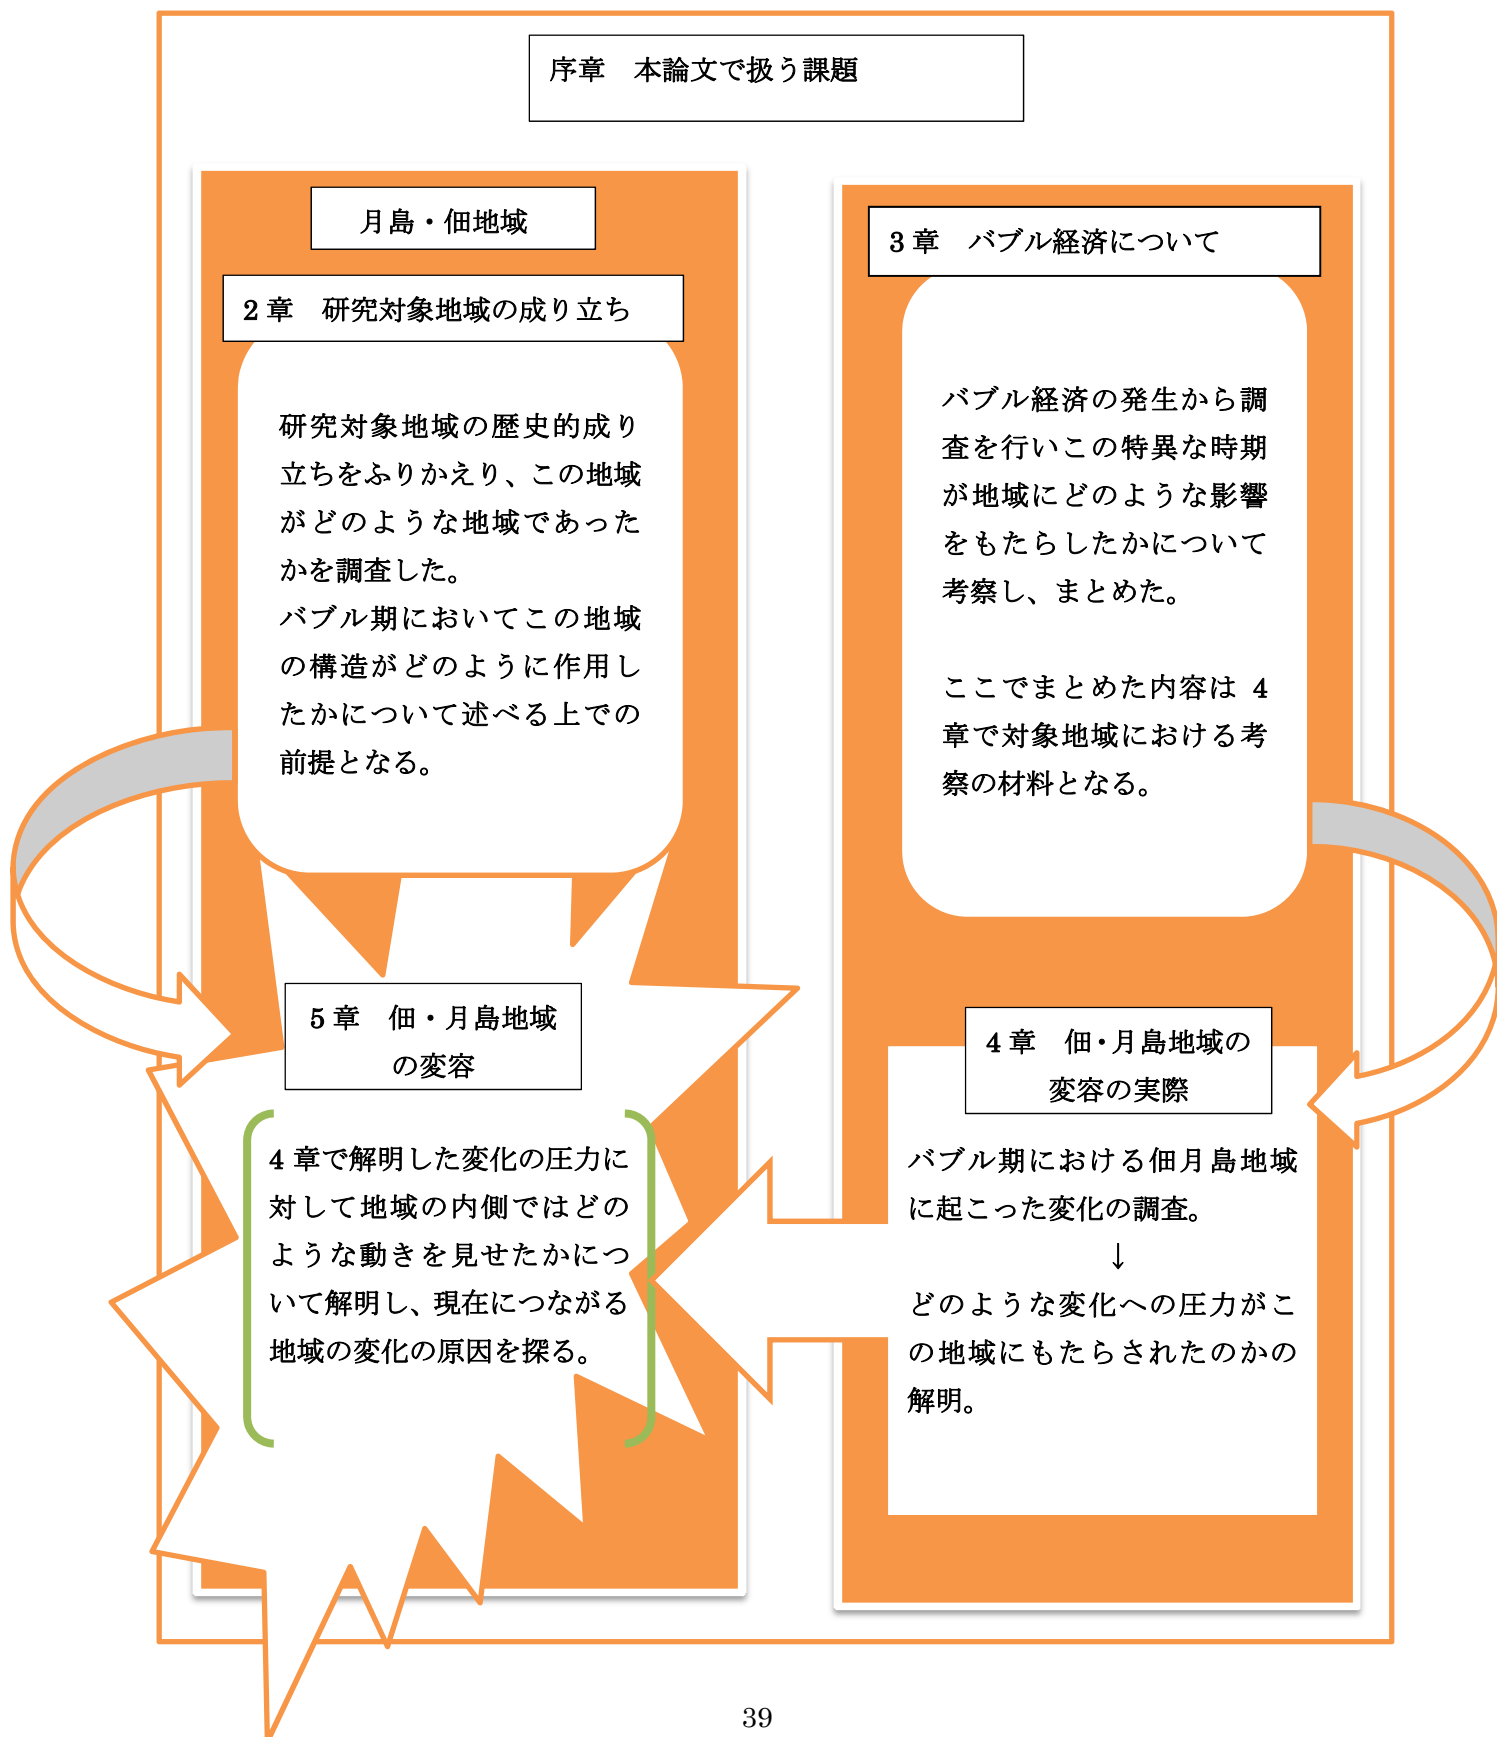 序章　本論文で扱う課題
月島・佃地域
2 章　研究対象地域の成り立ち
研究対象地域の歴史的成り
立ちをふりかえり、この地域
がどのような地域であった
かを調査した。
バブル期においてこの地域
の構造がどのように作用し
たかについて述べる上での
前提となる。
3 章　バブル経済について
バブル経済の発生から調
査を行いこの特異な時期
が地域にどのような影響
をもたらしたかについて
考察し、まとめた。
ここでまとめた内容は 4
章で対象地域における考
察の材料となる。
4 章　佃・月島地域の
変容の実際
バブル期における佃月島地域
に起こった変化の調査。
↓
どのような変化への圧力がこ
の地域にもたらされたのかの
解明。
5 章　佃・月島地域
の変容
4 章で解明した変化の圧力に
対して地域の内側ではどの
ような動きを見せたかにつ
いて解明し、現在につながる
地域の変化の原因を探る。
39